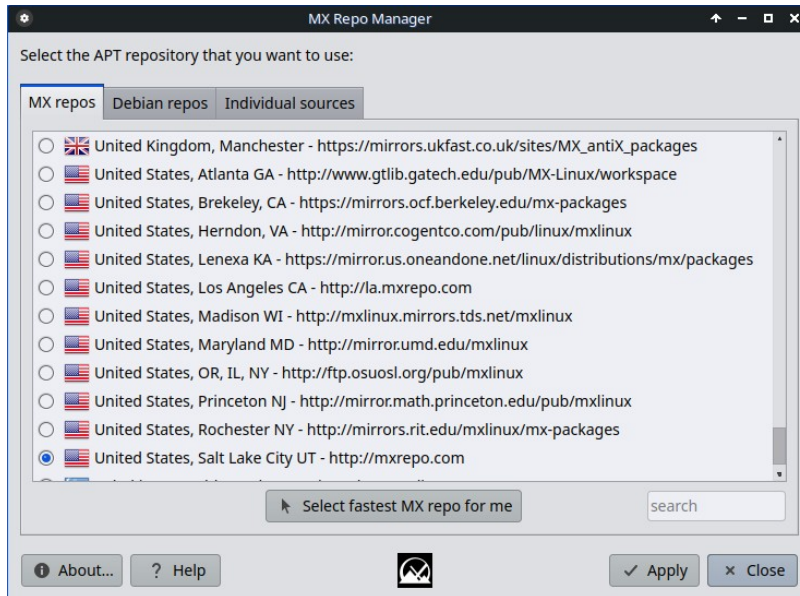 MX Repo Manager
Select the APT repository that you want to use:
MX repos Debian repos Individual sources
United Kingdom, Manchester - https://mirrors.ukfast.co.uk/sites/MX_antiX_packages
United States, Atlanta GA - http://www.gtlib.gatech.edu/pub/MX-Linux/workspace
United States, Brekeley, CA - https://mirrors.ocf.berkeley.edu/mx-packages
United States, Herndon, VA - http://mirror.cogentco.com/pub/linux/mxlinux
United States, Lenexa KA - https://mirror.us.oneandone.net/linux/distributions/mx/packages
United States, Los Angeles CA - http://la.mxrepo.com
United States, Madison WI - http://mxlinux.mirrors.tds.net/mxlinux
United States, Maryland MD - http://mirror.umd.edu/mxlinux
United States, OR, IL, NY - http://ftp.osuosl.org/pub/mxlinux
United States, Princeton NJ - http://mirror.math.princeton.edu/pub/mxlinux
United States, Rochester NY - http://mirrors.rit.edu/mxlinux/mx-packages
United States, Salt Lake City UT - http://mxrepo.com
Select fastest MX repo for me search
About... ? Help Apply Close